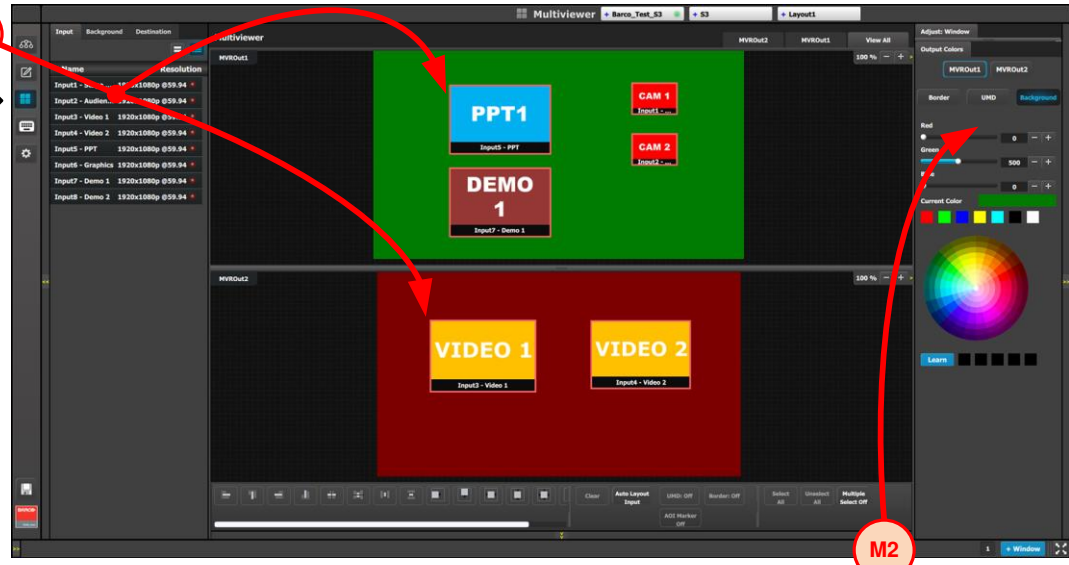 Multiviewer
Barco_Test_S3
S3
Layout1
Input Background Destination
Name Resolution
Input1 - @59.94
Input2 - Audien... 1920x1080p @59.94
Input3 - Video 1 1920x1080p @59.94
Input4 - Video 2 1920x1080p @59.94
Input5 - PPT 1920x1080p @59.94
Input6 - Graphics 1920x1080p @59.94
Input7 - Demo 1 1920x1080p @59.94
Input8 - Demo 2 1920x1080p @59.94
Multiviewer
MVROut2 MVROut1 View All
MVROut1
100 % − +
PPT1
Input5 - PPT
CAM 1
Input1 - ...
CAM 2
Input2 - ...
DEMO
1
Input7 - Demo 1
MVROut2
100 % − +
VIDEO 1
Input3 - Video 1
VIDEO 2
Input4 - Video 2
Clear
Auto Layout
Input
UMD: Off
Border: Off
Select
All
Unselect
All
Multiple
Select Off
AOI Marker
Off
Adjust: Window
Output Colors
MVROut1 MVROut2
Border UMD Background
Red
0 − +
Green
500 − +
0 − +
Current Color
Learn
BARCO
M2
1
+ Window